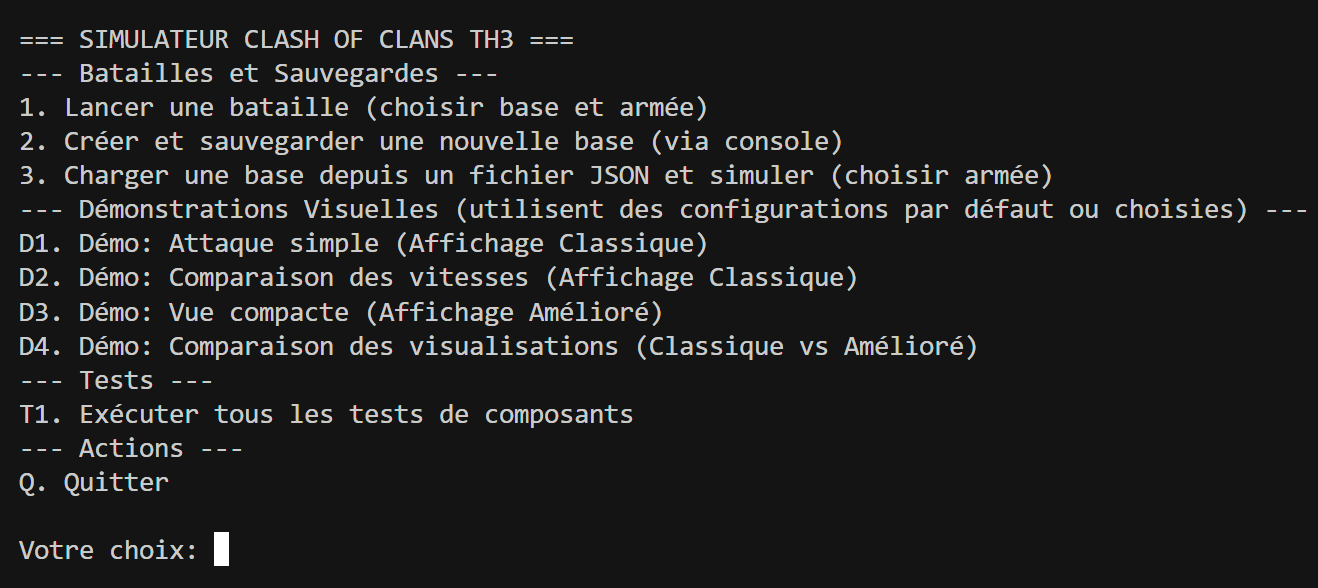 === SIMULATEUR CLASH OF CLANS TH3 ===
--- Batailles et Sauvegardes ---
1. Lancer une bataille (choisir base et armée)
2. Créer et sauvegarder une nouvelle base (via console)
3. Charger une base depuis un fichier JSON et simuler (choisir armée)
--- Démonstrations Visuelles (utilisent des configurations par défaut ou choisies) ---
D1. Démo: Attaque simple (Affichage Classique)
D2. Démo: Comparaison des vitesses (Affichage Classique)
D3. Démo: Vue compacte (Affichage Amélioré)
D4. Démo: Comparaison des visualisations (Classique vs Amélioré)
--- Tests ---
T1. Exécuter tous les tests de composants
--- Actions ---
Q. Quitter
Votre choix: